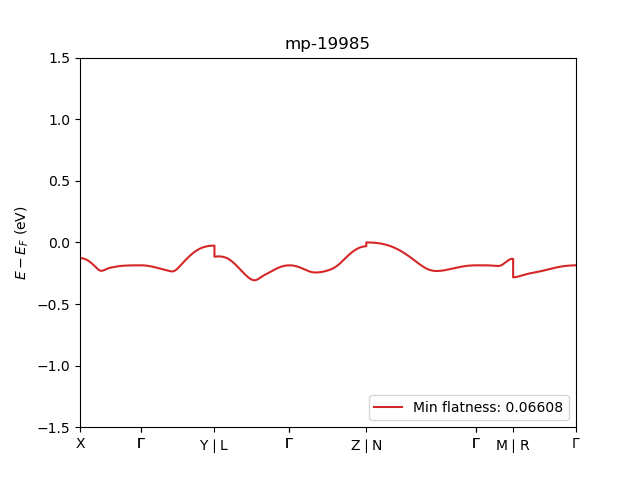 mp-19985
1.5
1.0
0.5
0.0
−0.5
−1.0
−1.5
E − E_F (eV)
Min flatness: 0.06608
X Γ Y | L Γ Z | N Γ M | R Γ